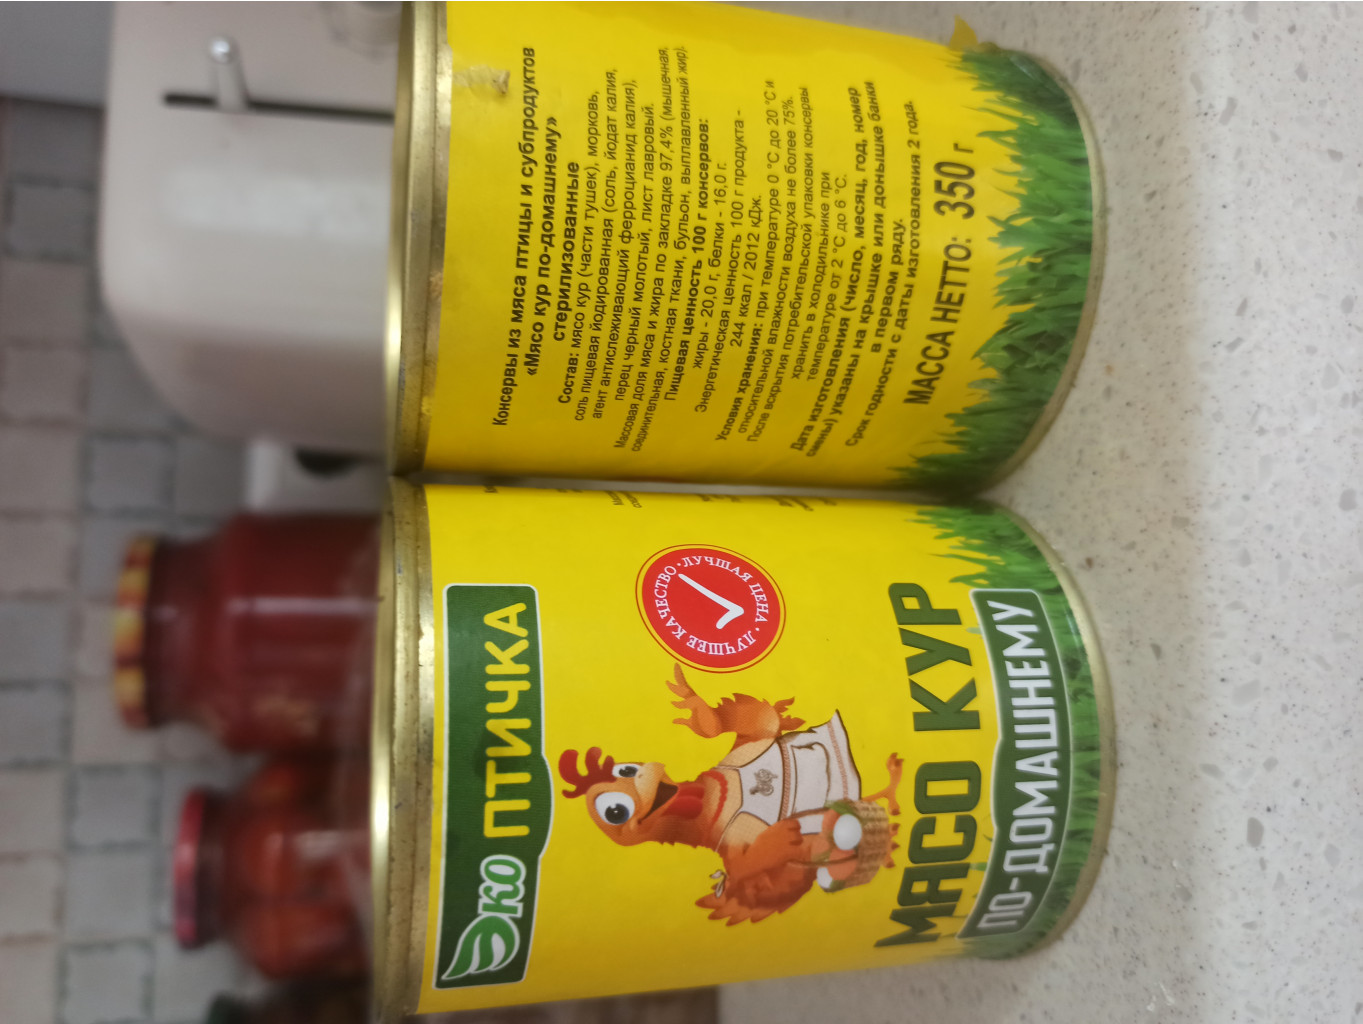 Эко ПТИЧКА
ЛУЧШЕЕ КАЧЕСТВО · ЛУЧШАЯ ЦЕНА ·
МЯСО КУР
ПО-ДОМАШНЕМУ
Консервы из мяса птицы и субпродуктов
«Мясо кур по-домашнему»
стерилизованные
Состав: мясо кур (части тушек), морковь,
соль пищевая йодированная (соль, йодат калия,
агент антислеживающий ферроцианид калия),
перец черный молотый, лист лавровый.
Массовая доля мяса и жира по закладке 97,4% (мышечная,
соединительная, костная ткани, бульон, выплавленный жир).
Пищевая ценность 100 г консервов:
жиры - 20,0 г, белки - 16,0 г.
Энергетическая ценность 100 г продукта -
244 ккал / 2012 кДж.
Условия хранения: при температуре 0 °С до 20 °С и
относительной влажности воздуха не более 75%.
После вскрытия потребительской упаковки консервы
хранить в холодильнике при
температуре от 2 °С до 6 °С.
Дата изготовления (число, месяц, год, номер
смены) указаны на крышке или донышке банки
в первом ряду.
Срок годности с даты изготовления 2 года.
МАССА НЕТТО: 350 г